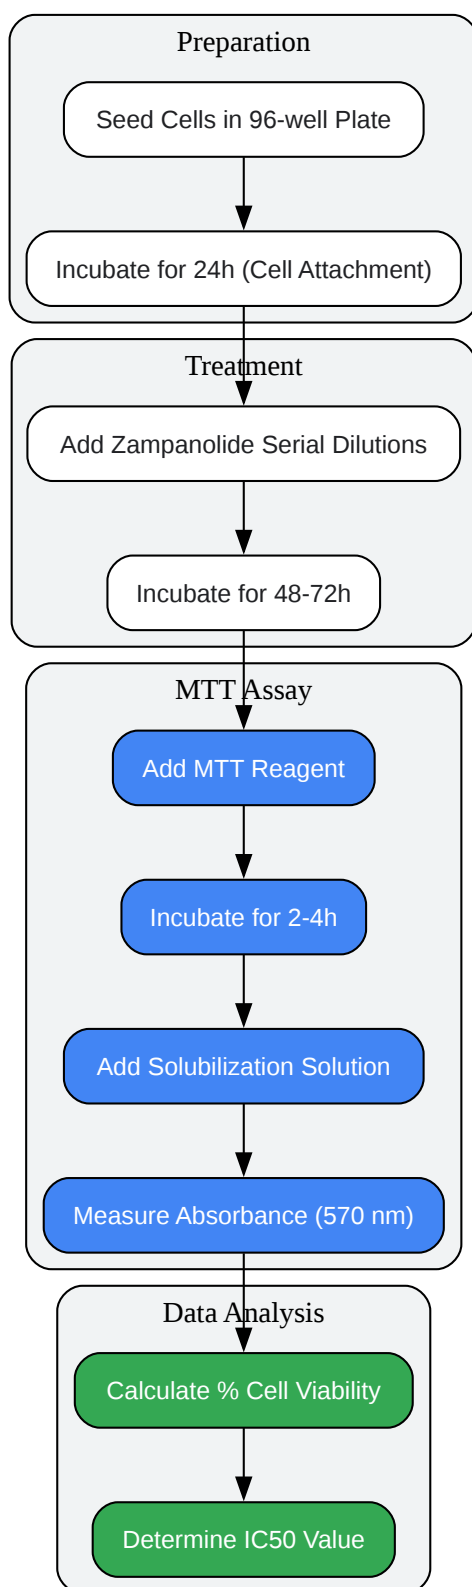 Preparation
Seed Cells in 96-well Plate
Incubate for 24h (Cell Attachment)
Treatment
Add Zampanolide Serial Dilutions
Incubate for 48-72h
MTT Assay
Add MTT Reagent
Incubate for 2-4h
Add Solubilization Solution
Measure Absorbance (570 nm)
Data Analysis
Calculate % Cell Viability
Determine IC50 Value